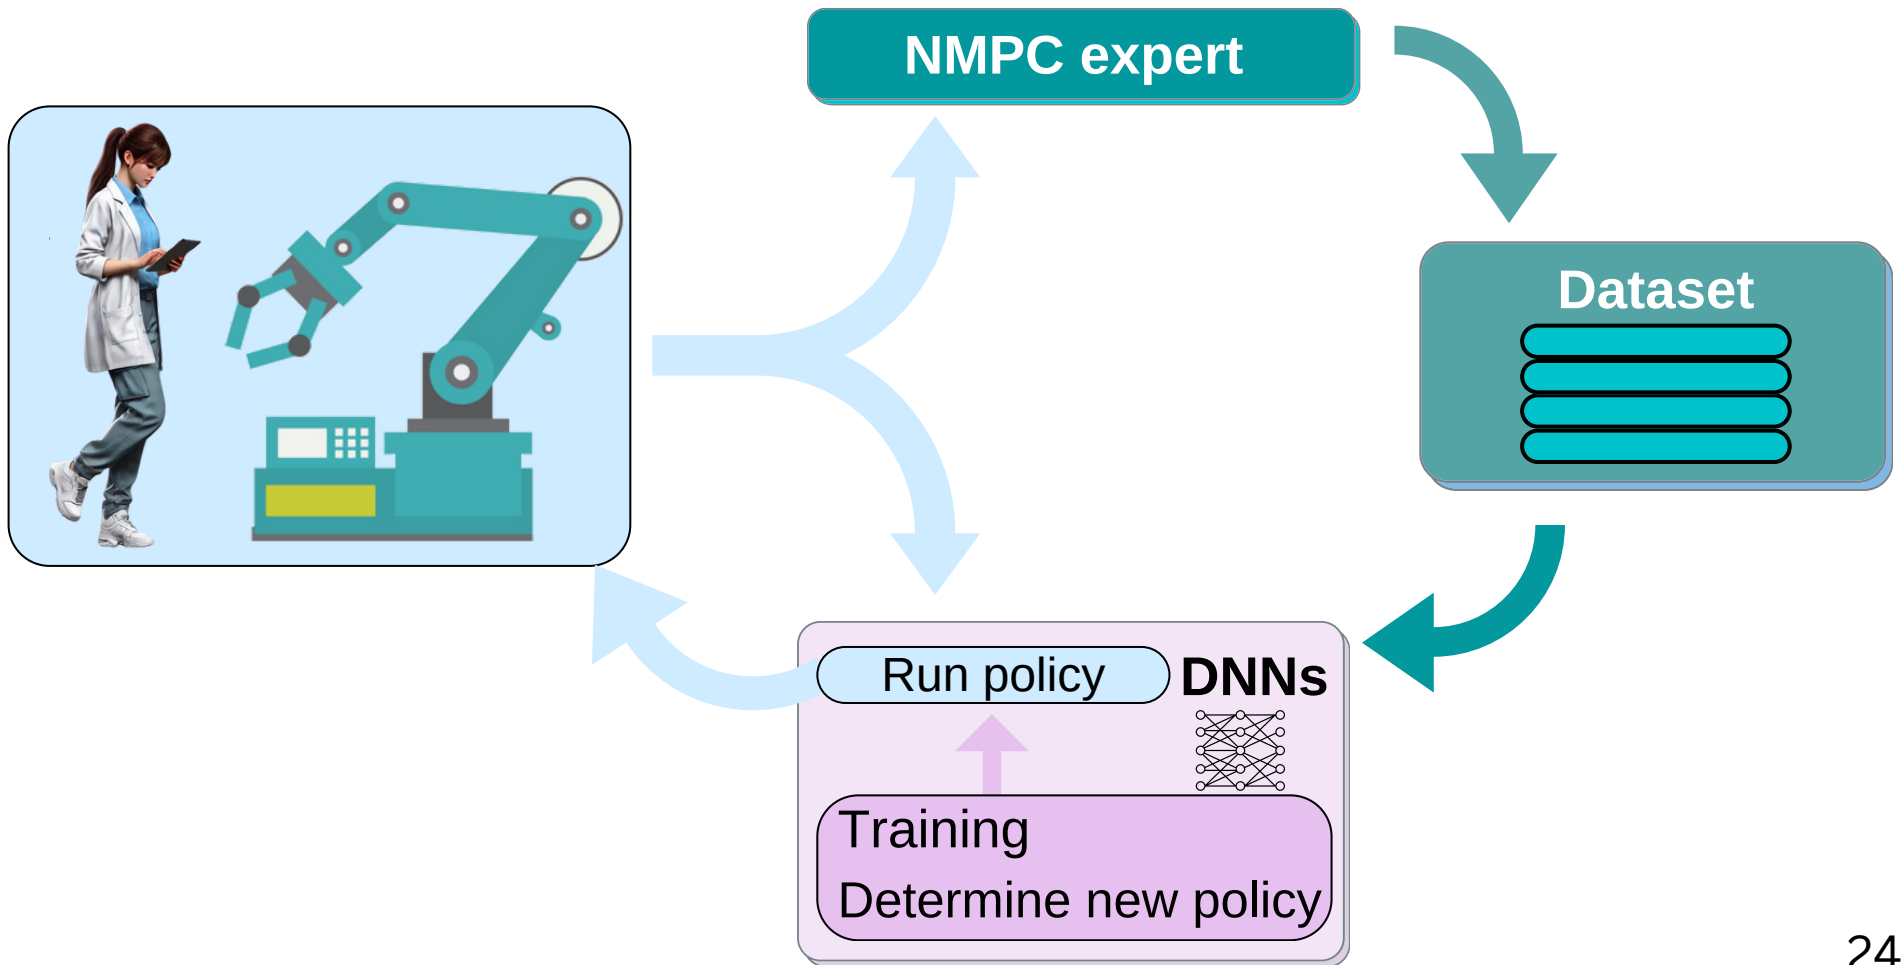 NMPC expert
Dataset
Run policy
DNNs
Training
Determine new policy
24